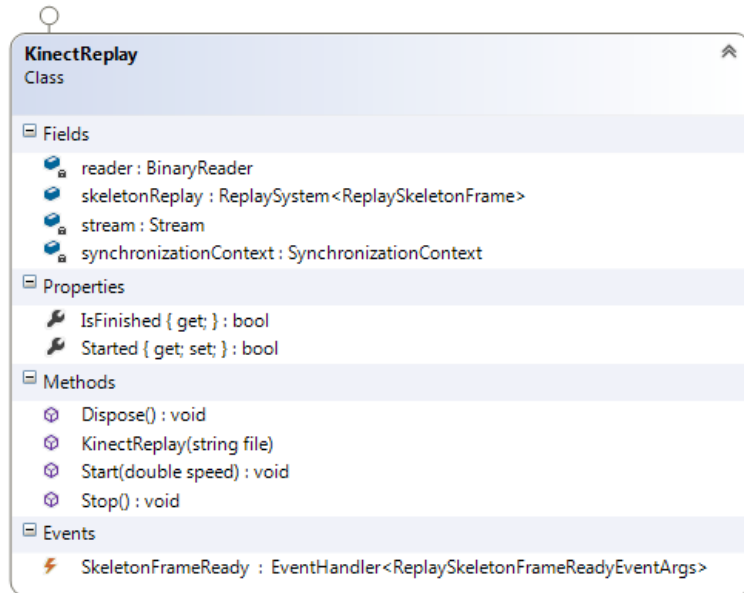 KinectReplay
Class
Fields
reader : BinaryReader
skeletonReplay : ReplaySystem<ReplaySkeletonFrame>
stream : Stream
synchronizationContext : SynchronizationContext
Properties
IsFinished { get; } : bool
Started { get; set; } : bool
Methods
Dispose() : void
KinectReplay(string file)
Start(double speed) : void
Stop() : void
Events
SkeletonFrameReady : EventHandler<ReplaySkeletonFrameReadyEventArgs>